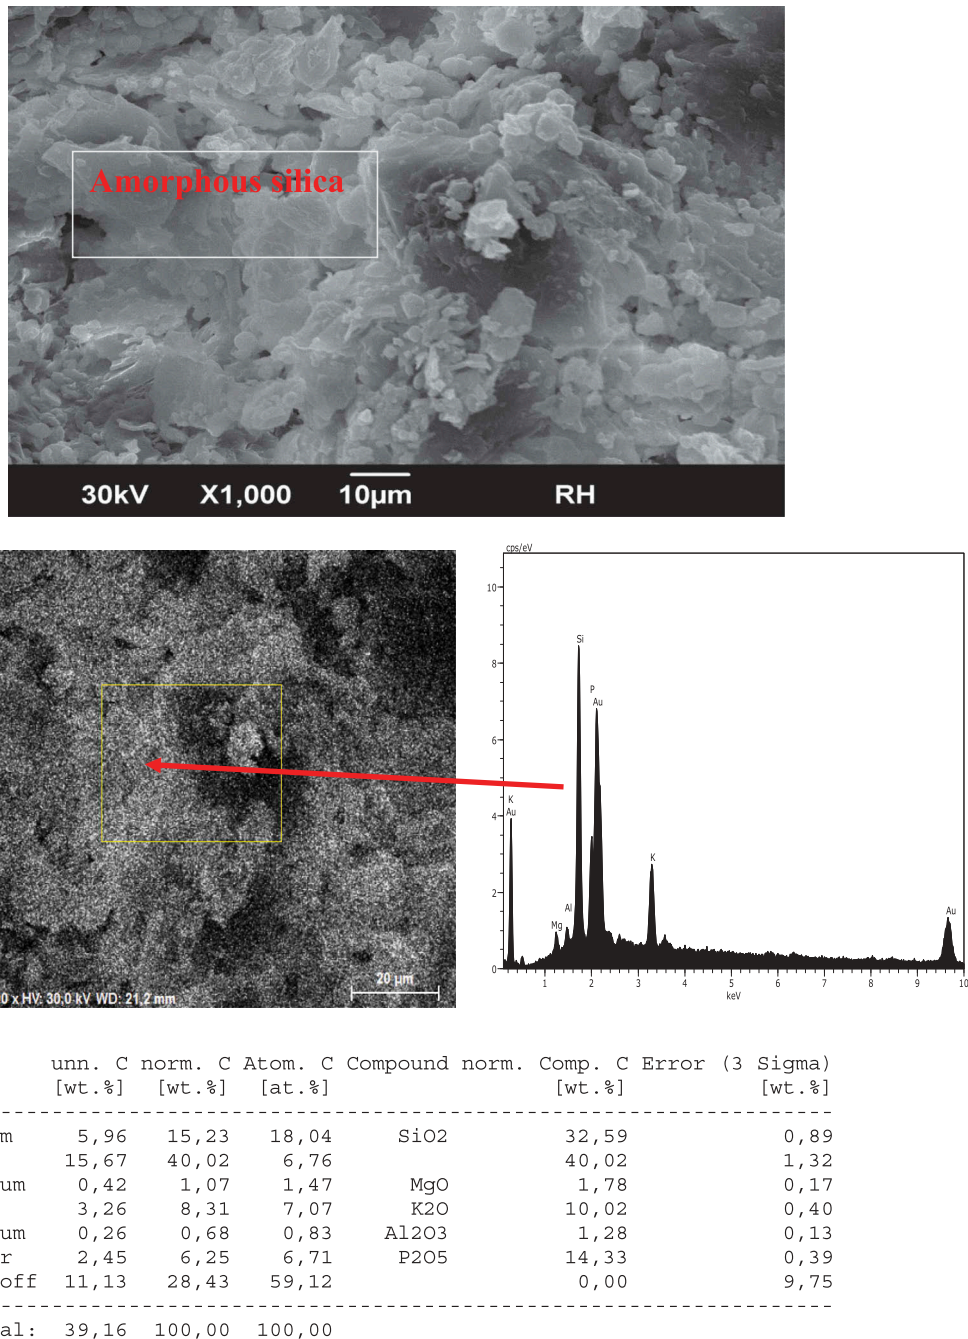 Amorphous silica
30kV X1,000 10µm RH
cps/eV
10
8
6
4
2
0
Si
P
Au
K
Au
K
Al
Mg
Au
1 2 3 4 5 6 7 8 9 10
keV
20 µm
0 x HV: 30,0 kV WD: 21,2 mm
unn. C norm. C Atom. C Compound norm. Comp. C Error (3 Sigma)
[wt.%] [wt.%] [at.%] [wt.%] [wt.%]
m 5,96 15,23 18,04 SiO2 32,59 0,89
15,67 40,02 6,76 40,02 1,32
um 0,42 1,07 1,47 MgO 1,78 0,17
3,26 8,31 7,07 K2O 10,02 0,40
um 0,26 0,68 0,83 Al2O3 1,28 0,13
r 2,45 6,25 6,71 P2O5 14,33 0,39
off 11,13 28,43 59,12 0,00 9,75
al: 39,16 100,00 100,00